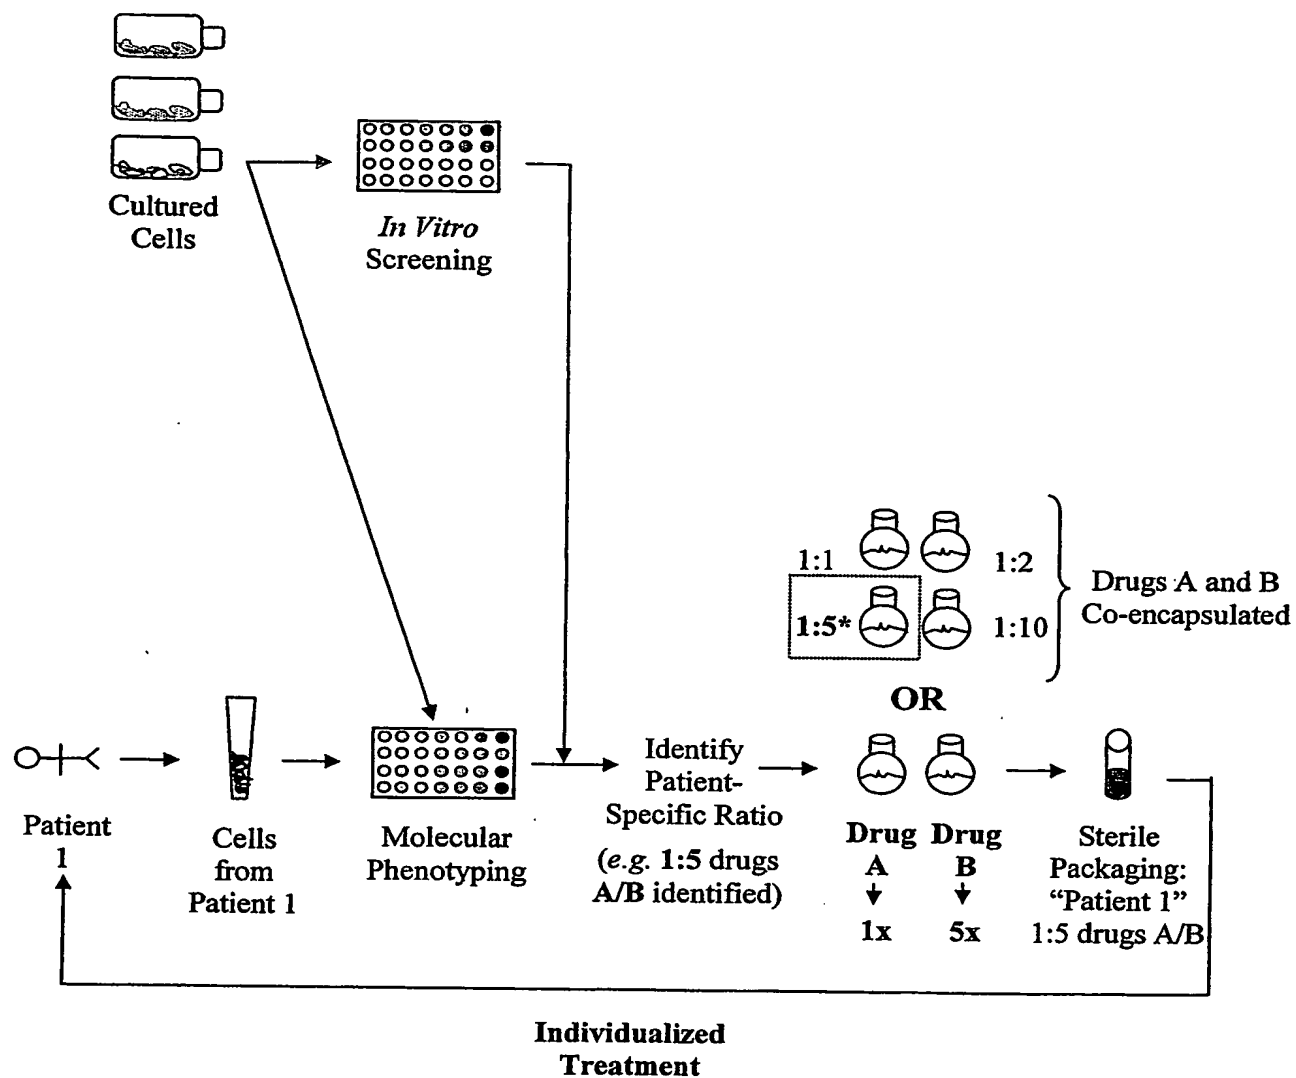 Cultured
Cells
In Vitro
Screening
1:1
1:2
1:5*
1:10
Drugs A and B
Co-encapsulated
OR
Patient
1
Cells
from
Patient 1
Molecular
Phenotyping
Identify
Patient-
Specific Ratio
(e.g. 1:5 drugs
A/B identified)
Drug
A
1x
Drug
B
5x
Sterile
Packaging:
“Patient 1”
1:5 drugs A/B
Individualized
Treatment